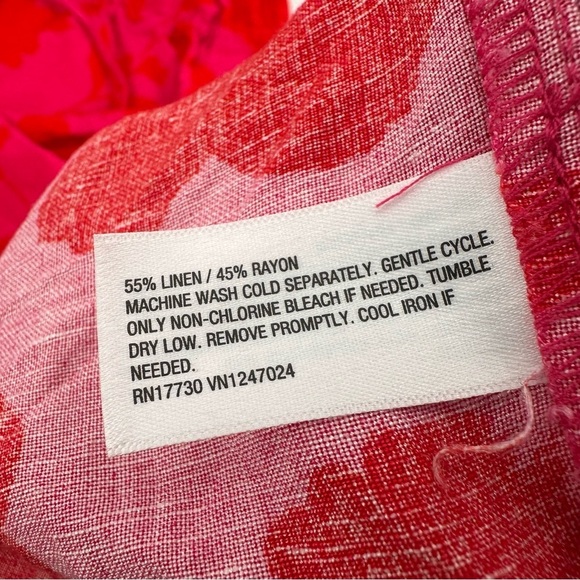 55% LINEN / 45% RAYON
MACHINE WASH COLD SEPARATELY. GENTLE CYCLE.
ONLY NON-CHLORINE BLEACH IF NEEDED. TUMBLE
DRY LOW. REMOVE PROMPTLY. COOL IRON IF
NEEDED.
RN17730 VN1247024